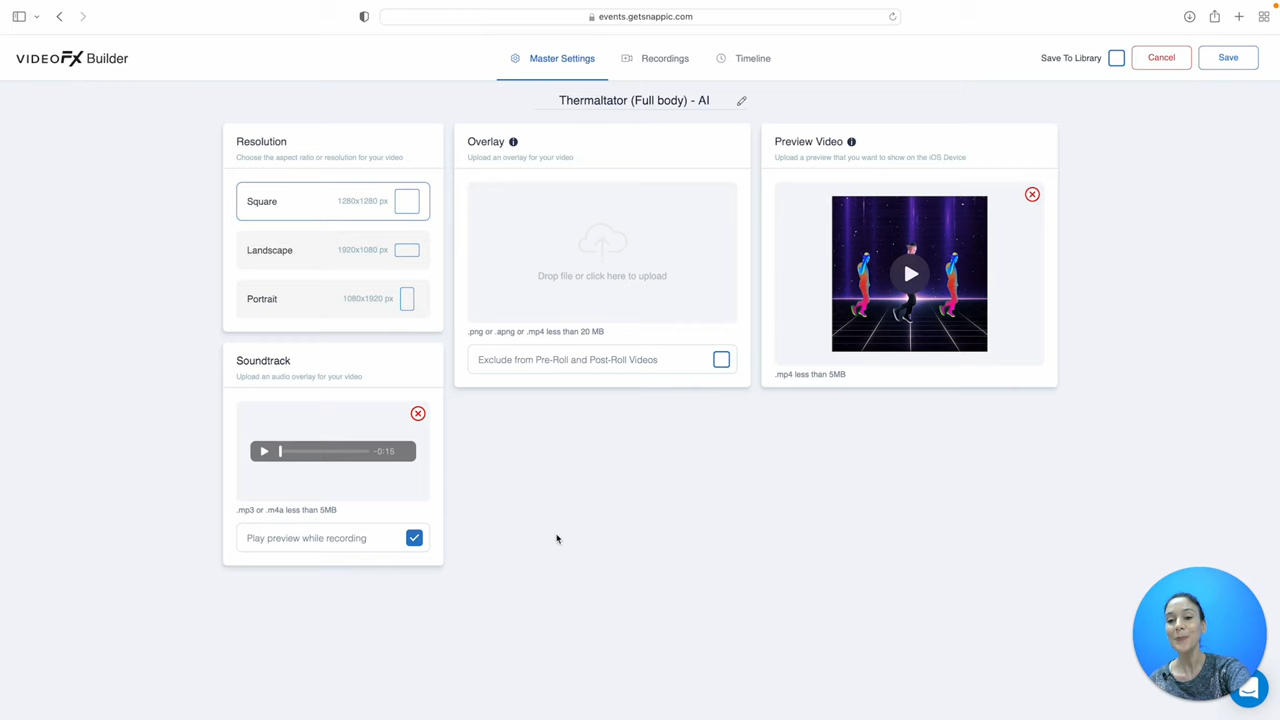 events.getsnappic.com
VIDEOFX Builder
Master Settings
Recordings
Timeline
Save To Library
Cancel
Save
Thermaltator (Full body) - AI
Resolution
Choose the aspect ratio or resolution for your video
Square 1280x1280 px
Landscape 1920x1080 px
Portrait 1080x1920 px
Soundtrack
Upload an audio overlay for your video
-0:15
.mp3 or .m4a less than 5MB
Play preview while recording
Overlay
Upload an overlay for your video
Drop file or click here to upload
.png or .apng or .mp4 less than 20 MB
Exclude from Pre-Roll and Post-Roll Videos
Preview Video
Upload a preview that you want to show on the iOS Device
.mp4 less than 5MB